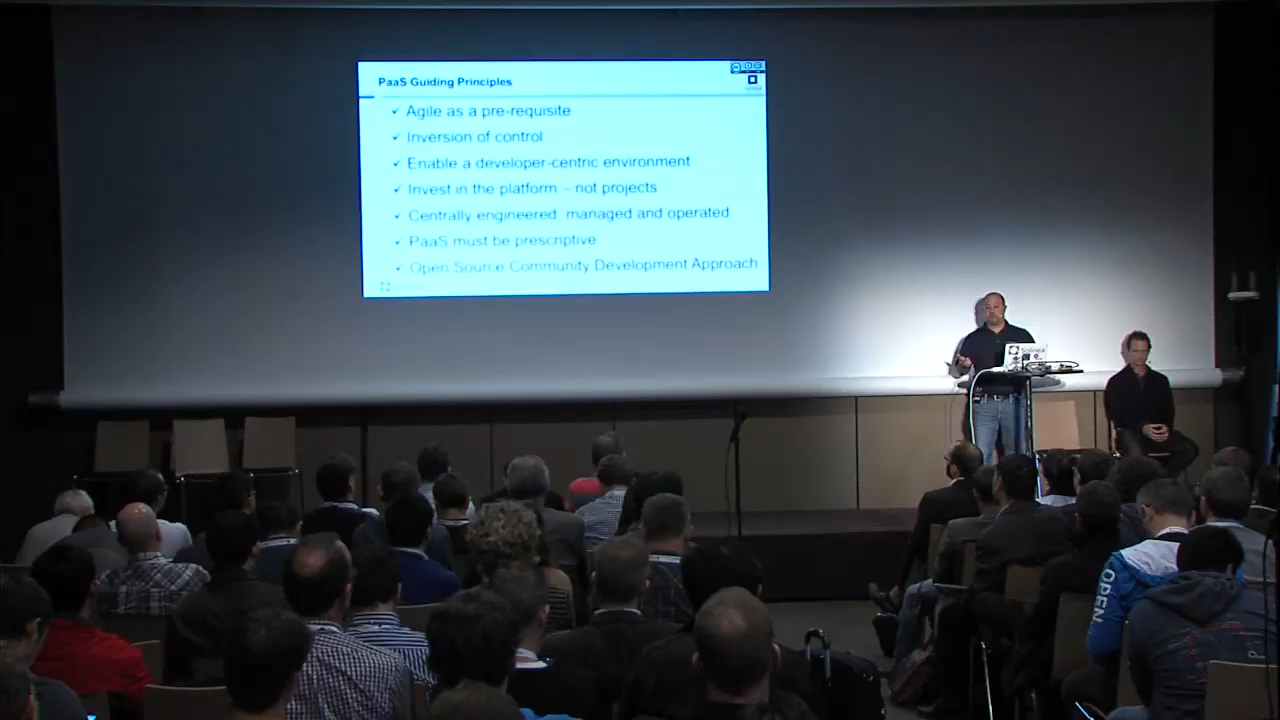 PaaS Guiding Principles
✓ Agile as a pre-requisite
✓ Inversion of control
✓ Enable a developer-centric environment
✓ Invest in the platform – not projects
✓ Centrally engineered, managed and operated
✓ PaaS must be prescriptive
✓ Open Source Community Development Approach
OPEN